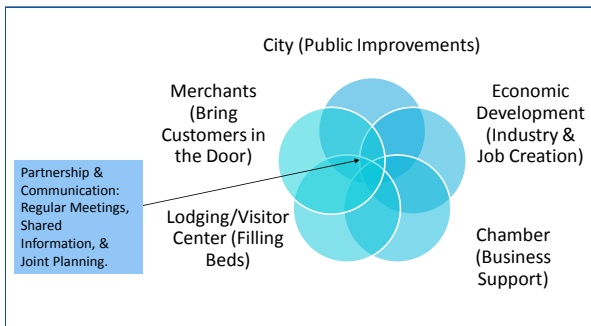 City (Public Improvements)
Merchants
(Bring
Customers in
the Door)
Economic
Development
(Industry &
Job Creation)
Partnership &
Communication:
Regular Meetings,
Shared
Information, &
Joint Planning.
Lodging/Visitor
Center (Filling
Beds)
Chamber
(Business
Support)